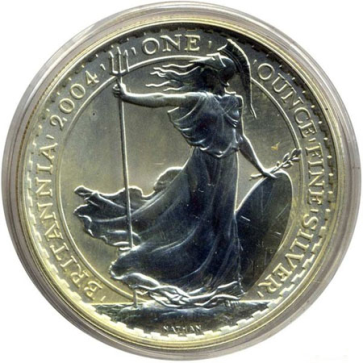 BRITANNIA 2004 ONE OUNCE FINE SILVER
NATHAN